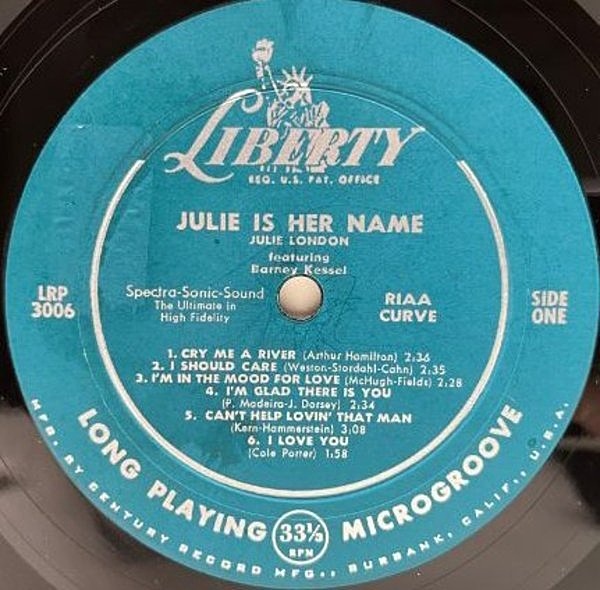 LIBERTY
REG. U.S. PAT. OFFICE
JULIE IS HER NAME
JULIE LONDON
featuring
Barney Kessel
LRP
3006
Spectra-Sonic-Sound
The Ultimate in
High Fidelity
RIAA
CURVE
SIDE
ONE
1. CRY ME A RIVER (Arthur Hamilton) 2:36
2. I SHOULD CARE (Weston-Stordahl-Cahn) 2:35
3. I'M IN THE MOOD FOR LOVE (McHugh-Fields) 2:28
4. I'M GLAD THERE IS YOU
(P. Madeira-J. Dorsey) 2:34
5. CAN'T HELP LOVIN' THAT MAN
(Kern-Hammerstein) 3:08
6. I LOVE YOU
(Cole Porter) 1:58
LONG PLAYING 33⅓ RPM MICROGROOVE
MFR. BY CENTURY RECORD MFG., BURBANK, CALIF., U.S.A.